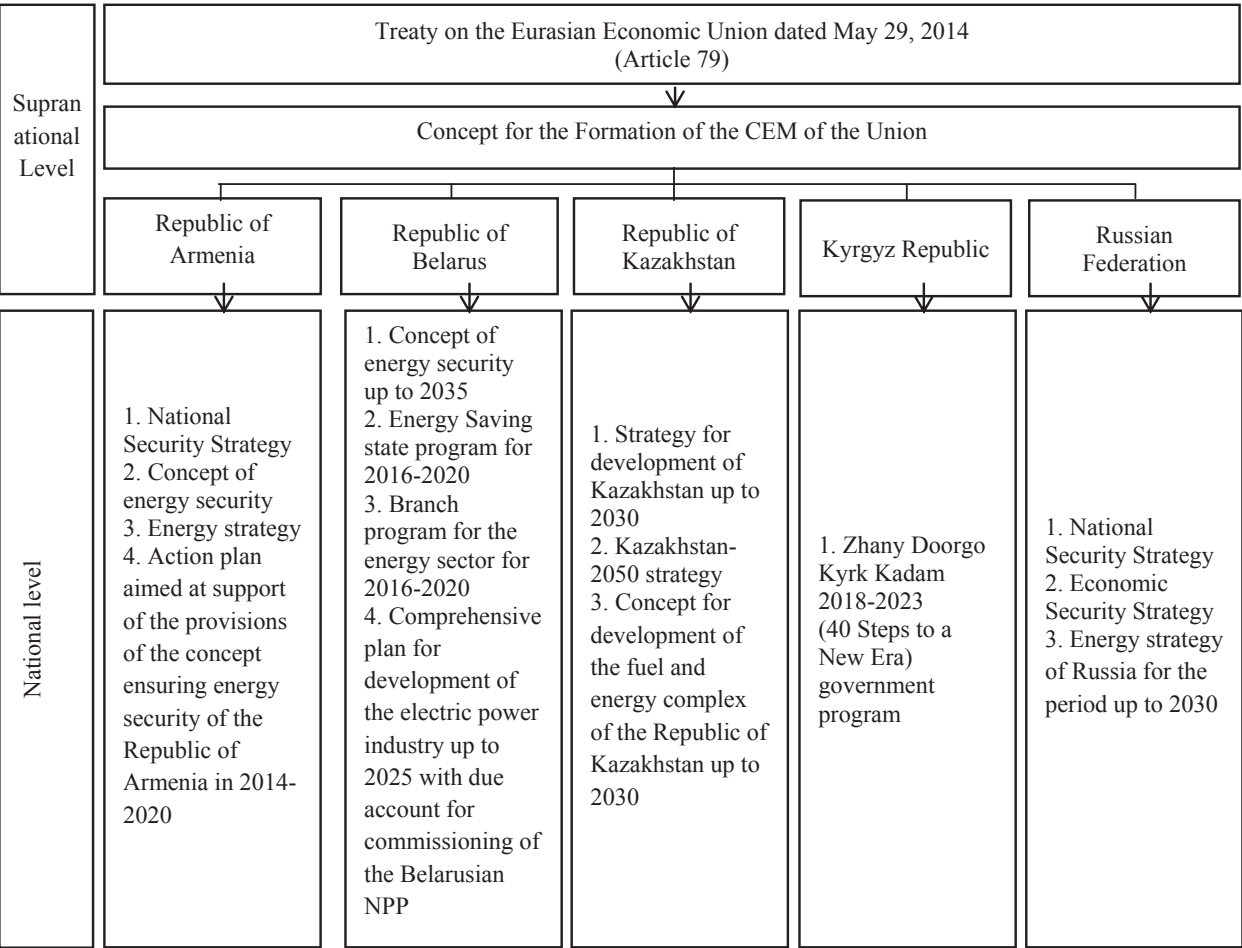 Treaty on the Eurasian Economic Union dated May 29, 2014
(Article 79)
Supran
ational
Level
Concept for the Formation of the CEM of the Union
Republic of
Armenia
Republic of
Belarus
Republic of
Kazakhstan
Kyrgyz Republic
Russian
Federation
National level
1. National
Security Strategy
2. Concept of
energy security
3. Energy strategy
4. Action plan
aimed at support
of the provisions
of the concept
ensuring energy
security of the
Republic of
Armenia in 2014-
2020
1. Concept of
energy security
up to 2035
2. Energy Saving
state program for
2016-2020
3. Branch
program for the
energy sector for
2016-2020
4. Comprehensive
plan for
development of
the electric power
industry up to
2025 with due
account for
commissioning of
the Belarusian
NPP
1. Strategy for
development of
Kazakhstan up to
2030
2. Kazakhstan-
2050 strategy
3. Concept for
development of
the fuel and
energy complex
of the Republic of
Kazakhstan up to
2030
1. Zhany Doorgo
Kyrk Kadam
2018-2023
(40 Steps to a
New Era)
government
program
1. National
Security Strategy
2. Economic
Security Strategy
3. Energy strategy
of Russia for the
period up to 2030